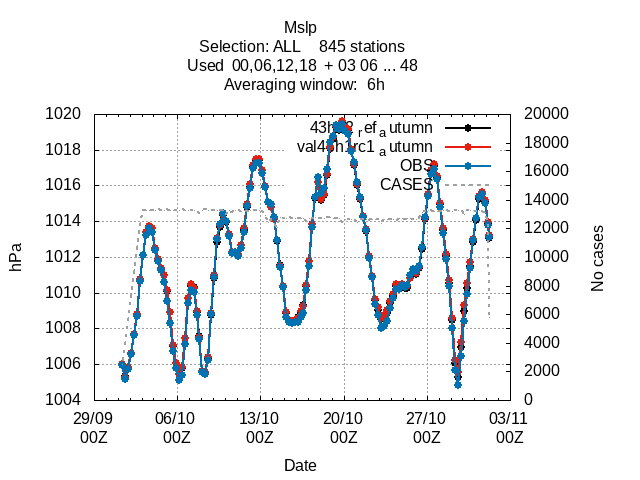 Mslp
Selection: ALL 845 stations
Used 00,06,12,18 + 03 06 ... 48
Averaging window: 6h
1020 20000
1018 18000
1016 16000
1014 14000
1012 12000
1010 10000 8000
1008 6000
1006 4000
1004 2000 0
hPa
No cases
ref a utumn
a utumn
OBS
CASES
29/09 06/10 13/10 20/10 27/10 03/11
00Z 00Z 00Z 00Z 00Z 00Z
Date